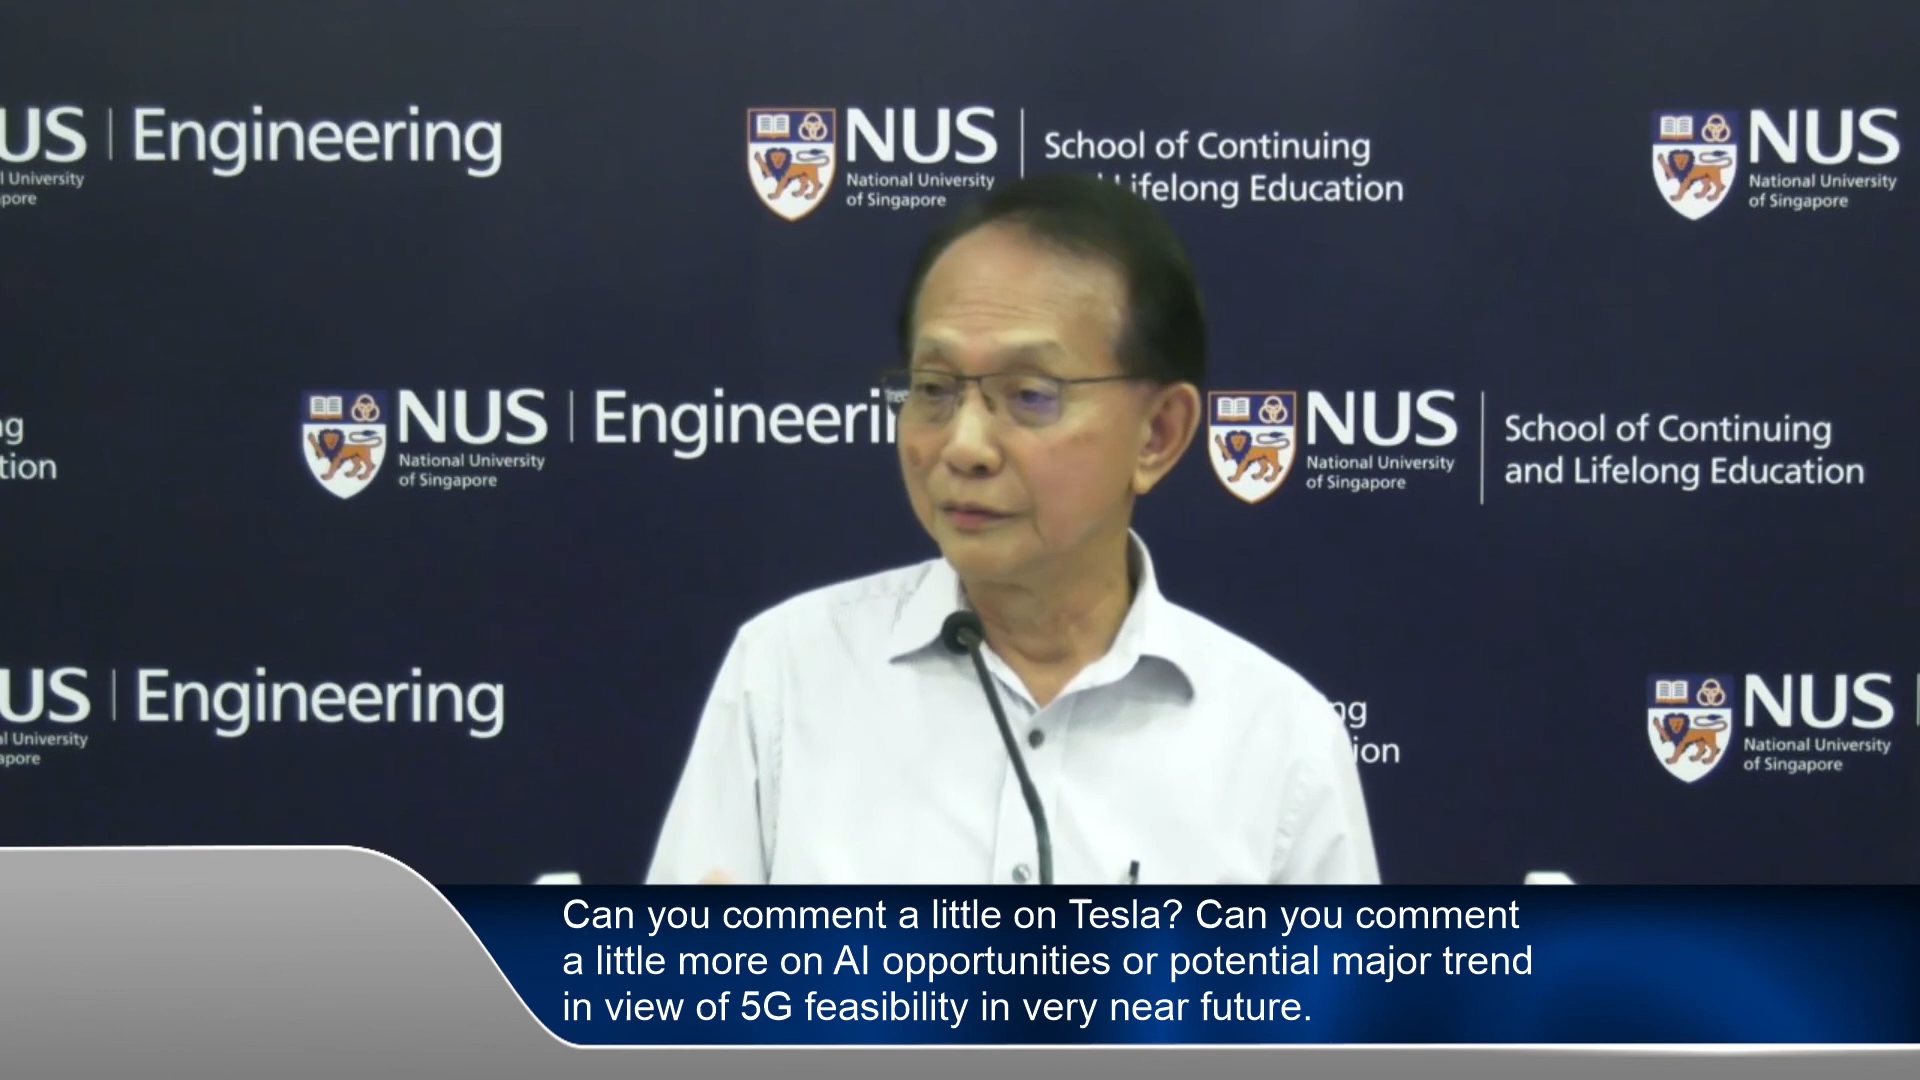 US | Engineering
l University
pore
NUS
National University
of Singapore
School of Continuing
Lifelong Education
NUS
National University
of Singapore
ng
tion
NUS | Engineeri
National University
of Singapore
NUS
National University
of Singapore
School of Continuing
and Lifelong Education
US | Engineering
l University
apore
ng
ion
NUS
National University
of Singapore
Can you comment a little on Tesla? Can you comment
a little more on AI opportunities or potential major trend
in view of 5G feasibility in very near future.